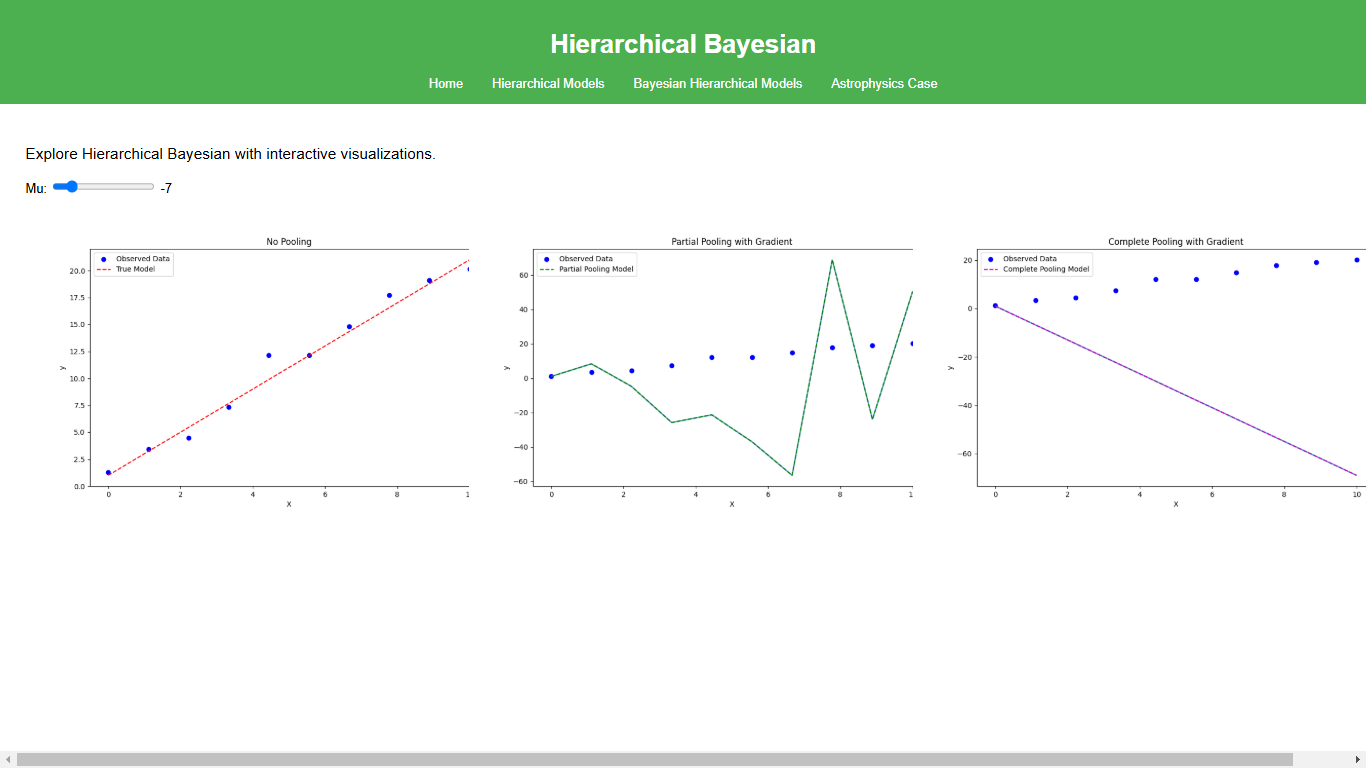 Hierarchical Bayesian
Home Hierarchical Models Bayesian Hierarchical Models Astrophysics Case
Explore Hierarchical Bayesian with interactive visualizations.
Mu: -7
No Pooling
Observed Data
True Model
20.0
17.5
15.0
12.5
10.0
7.5
5.0
2.5
0.0
y
0 2 4 6 8 1
X
Partial Pooling with Gradient
Observed Data
Partial Pooling Model
60
40
20
0
−20
−40
−60
y
0 2 4 6 8 1
X
Complete Pooling with Gradient
Observed Data
Complete Pooling Model
20
0
−20
−40
−60
y
0 2 4 6 8 10
X